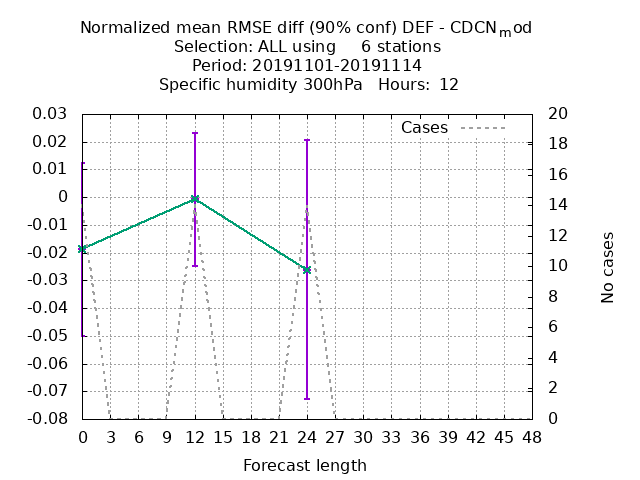 Normalized mean RMSE diff (90% conf) DEF - CDCNmod
Selection: ALL using 6 stations
Period: 20191101-20191114
Specific humidity 300hPa Hours: 12
Cases
0.03
0.02
0.01
0
-0.01
-0.02
-0.03
-0.04
-0.05
-0.06
-0.07
-0.08
20
18
16
14
12
10
8
6
4
2
0
No cases
0 3 6 9 12 15 18 21 24 27 30 33 36 39 42 45 48
Forecast length